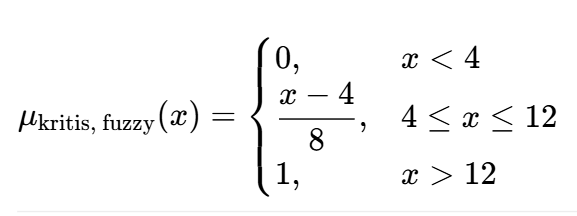 0, x < 4
μkritis, fuzzy(x) = { x − 4 / 8, 4 ≤ x ≤ 12
1, x > 12